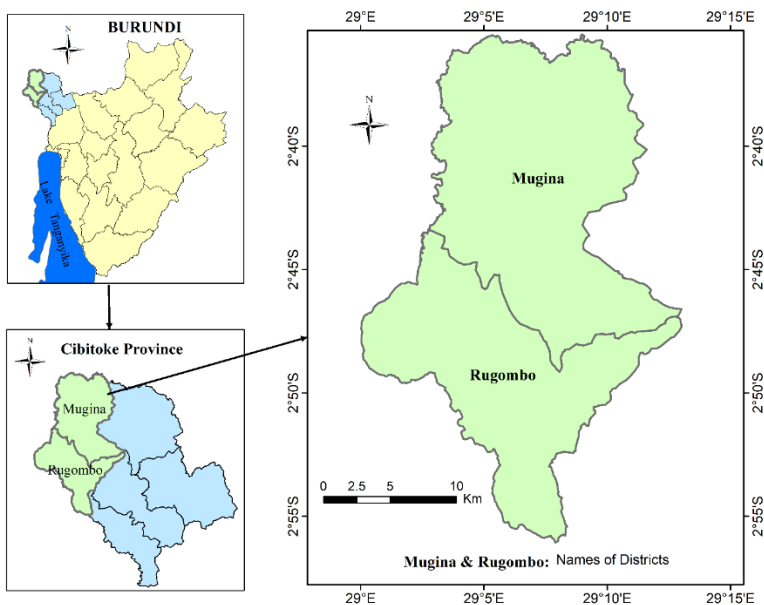 BURUNDI
N
Lake Tanganyika
Cibitoke Province
N
Mugina
Rugombo
29°E
29°5'E
29°10'E
29°15'E
N
2°40'S
2°45'S
2°50'S
2°55'S
2°40'S
2°45'S
2°50'S
2°55'S
Mugina
Rugombo
0 2.5 5 10
Km
Mugina & Rugombo: Names of Districts
29°E
29°5'E
29°10'E
29°15'E